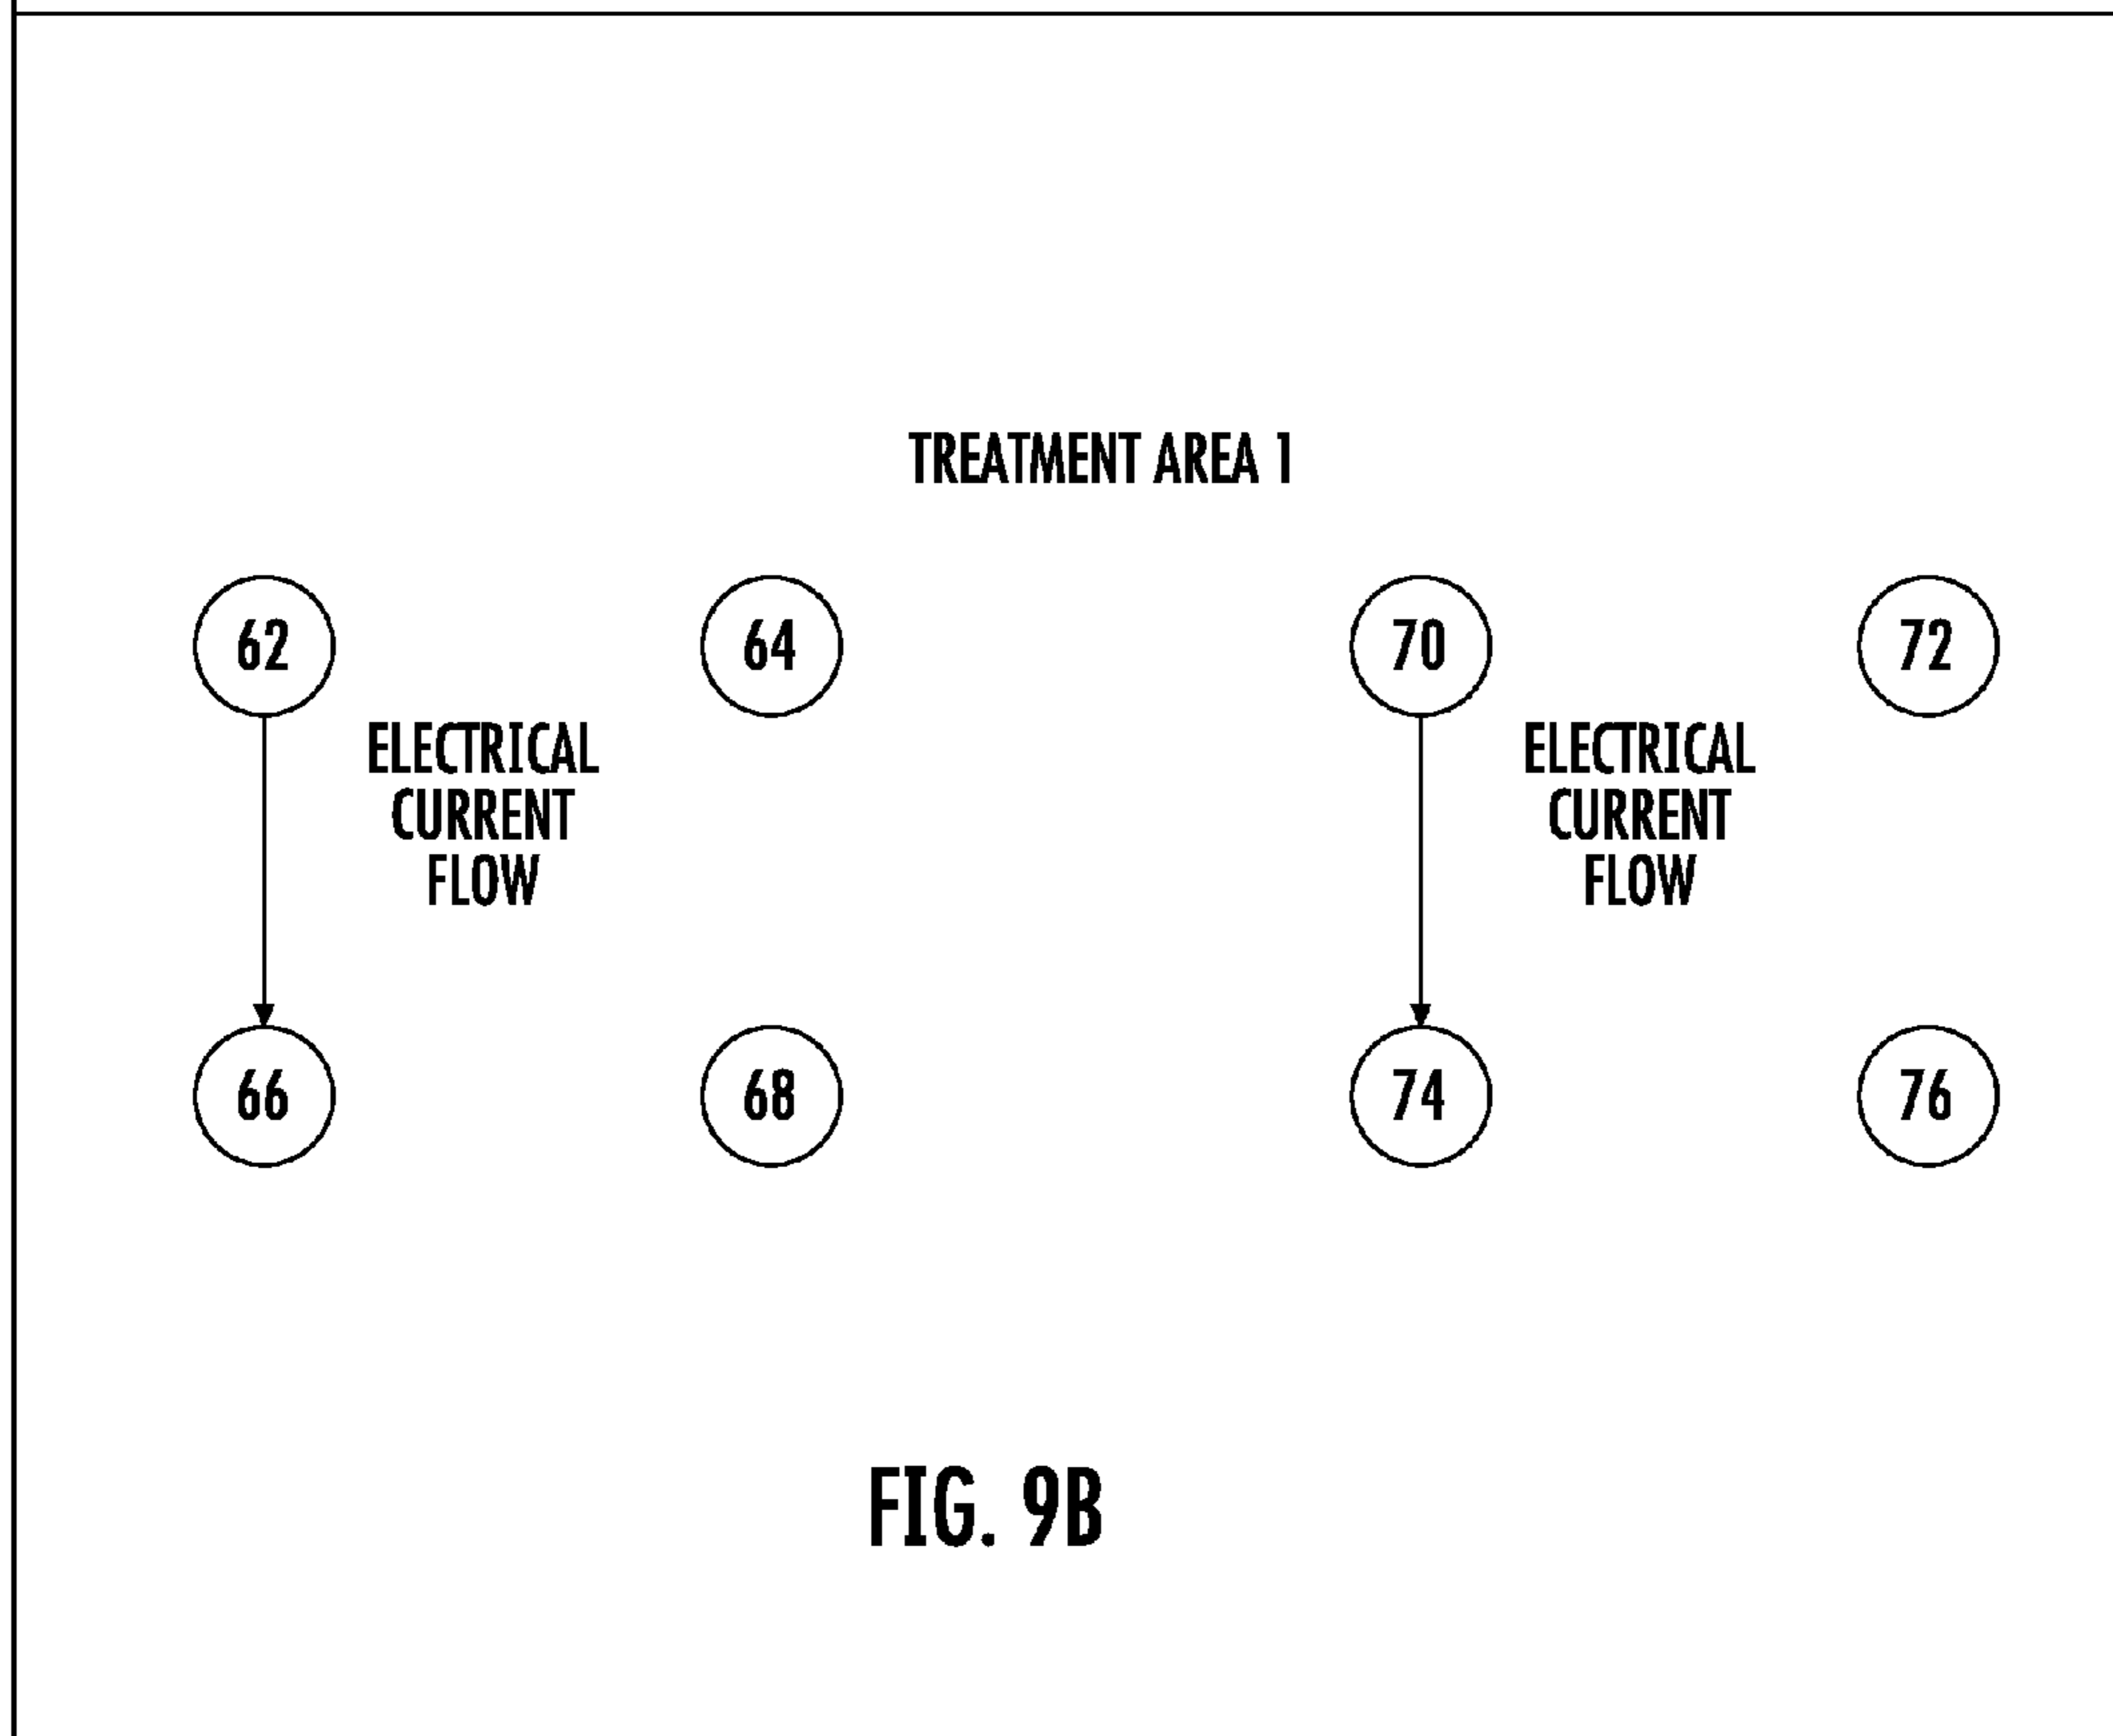 TREATMENT AREA 1
62
64
70
72
ELECTRICAL
CURRENT
FLOW
ELECTRICAL
CURRENT
FLOW
66
68
74
76
FIG. 9B